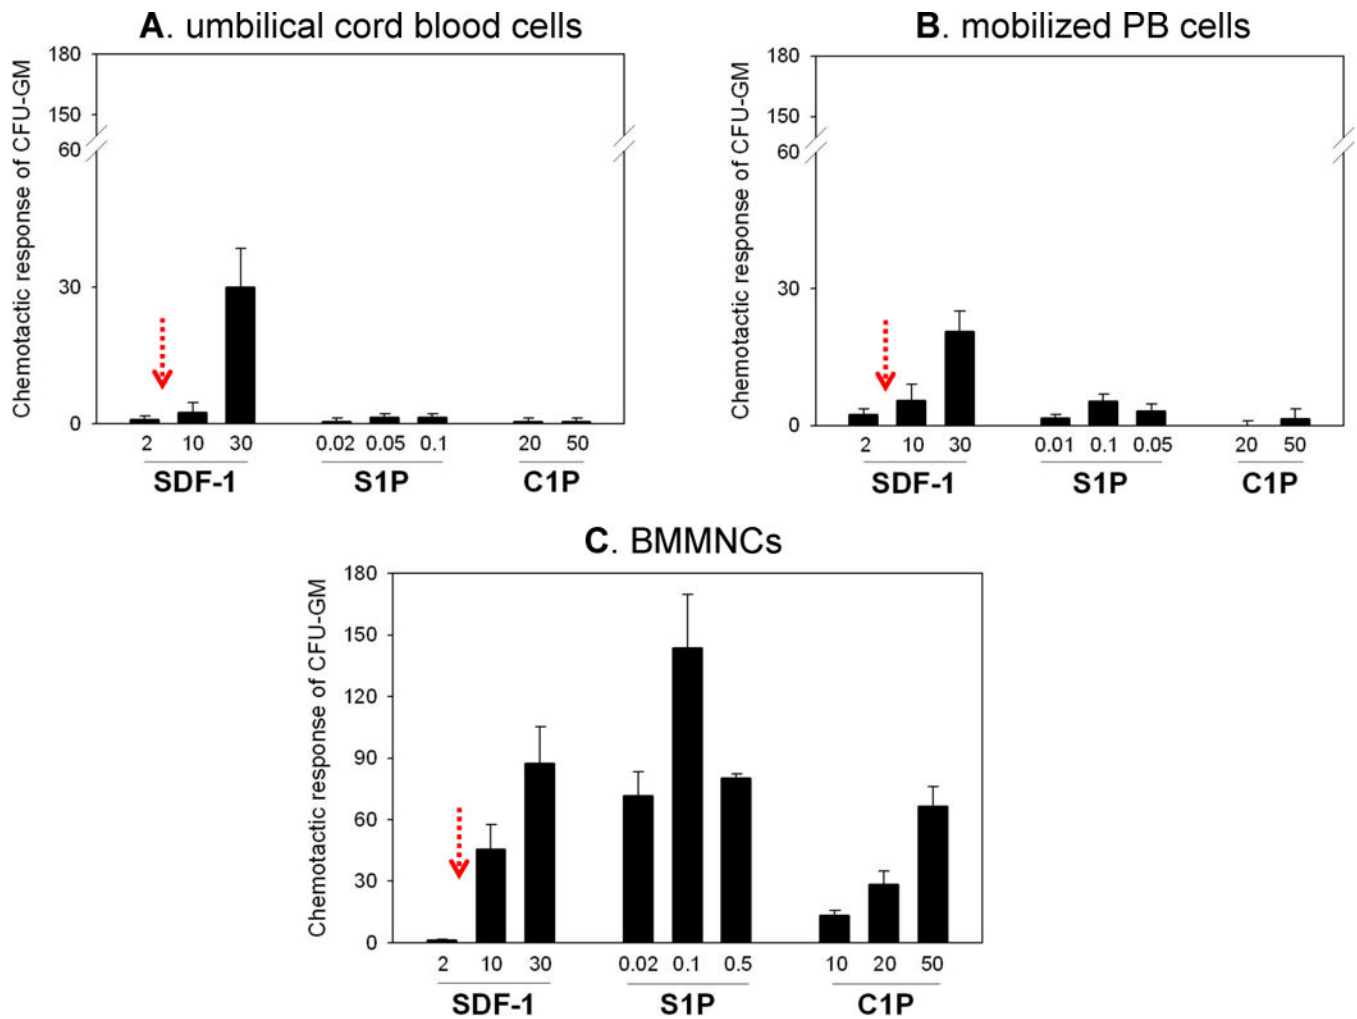 A. umbilical cord blood cells
Chemotactic response of CFU-GM
180
150
60
30
0
2 10 30 0.02 0.05 0.1 20 50
SDF-1 S1P C1P
B. mobilized PB cells
Chemotactic response of CFU-GM
180
150
60
30
0
2 10 30 0.01 0.1 0.05 20 50
SDF-1 S1P C1P
C. BMMNCs
Chemotactic response of CFU-GM
180
150
120
90
60
30
0
2 10 30 0.02 0.1 0.5 10 20 50
SDF-1 S1P C1P